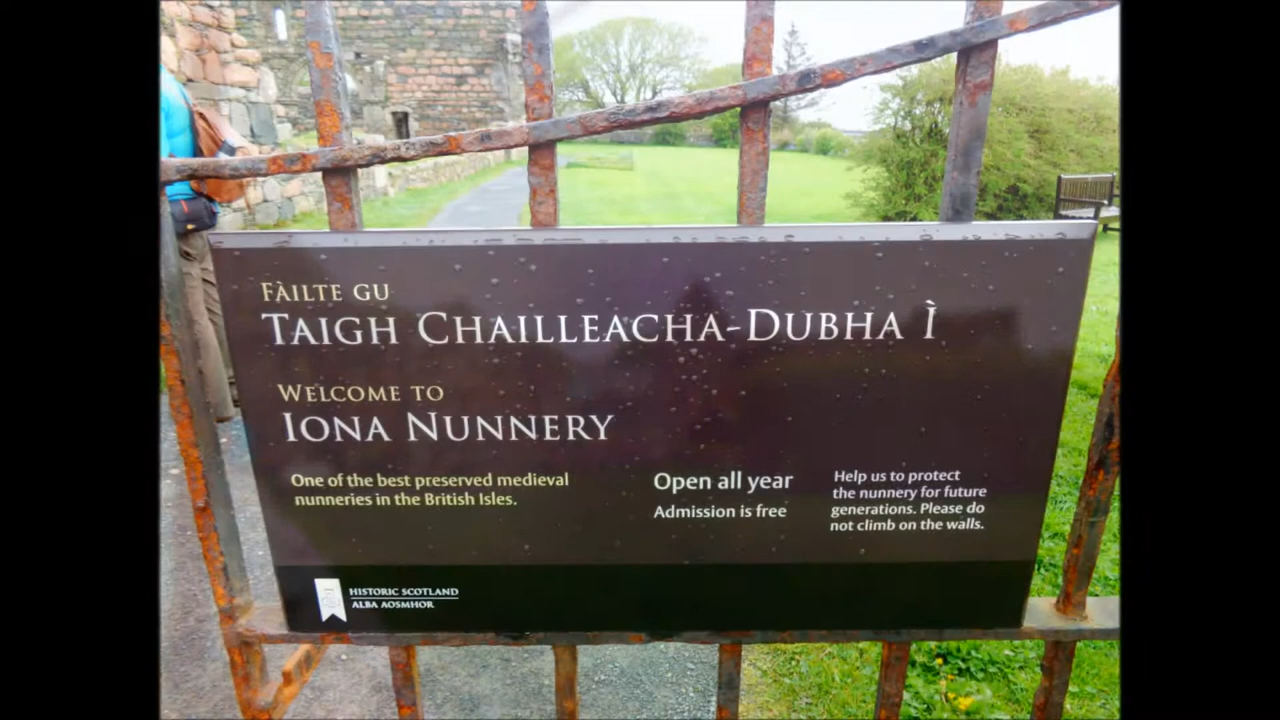 FÀILTE GU
TAIGH CHAILLEACHA-DUBHA Ì
WELCOME TO
IONA NUNNERY
One of the best preserved medieval
nunneries in the British Isles.
Open all year
Admission is free
Help us to protect
the nunnery for future
generations. Please do
not climb on the walls.
HISTORIC SCOTLAND
ALBA AOSMHOR